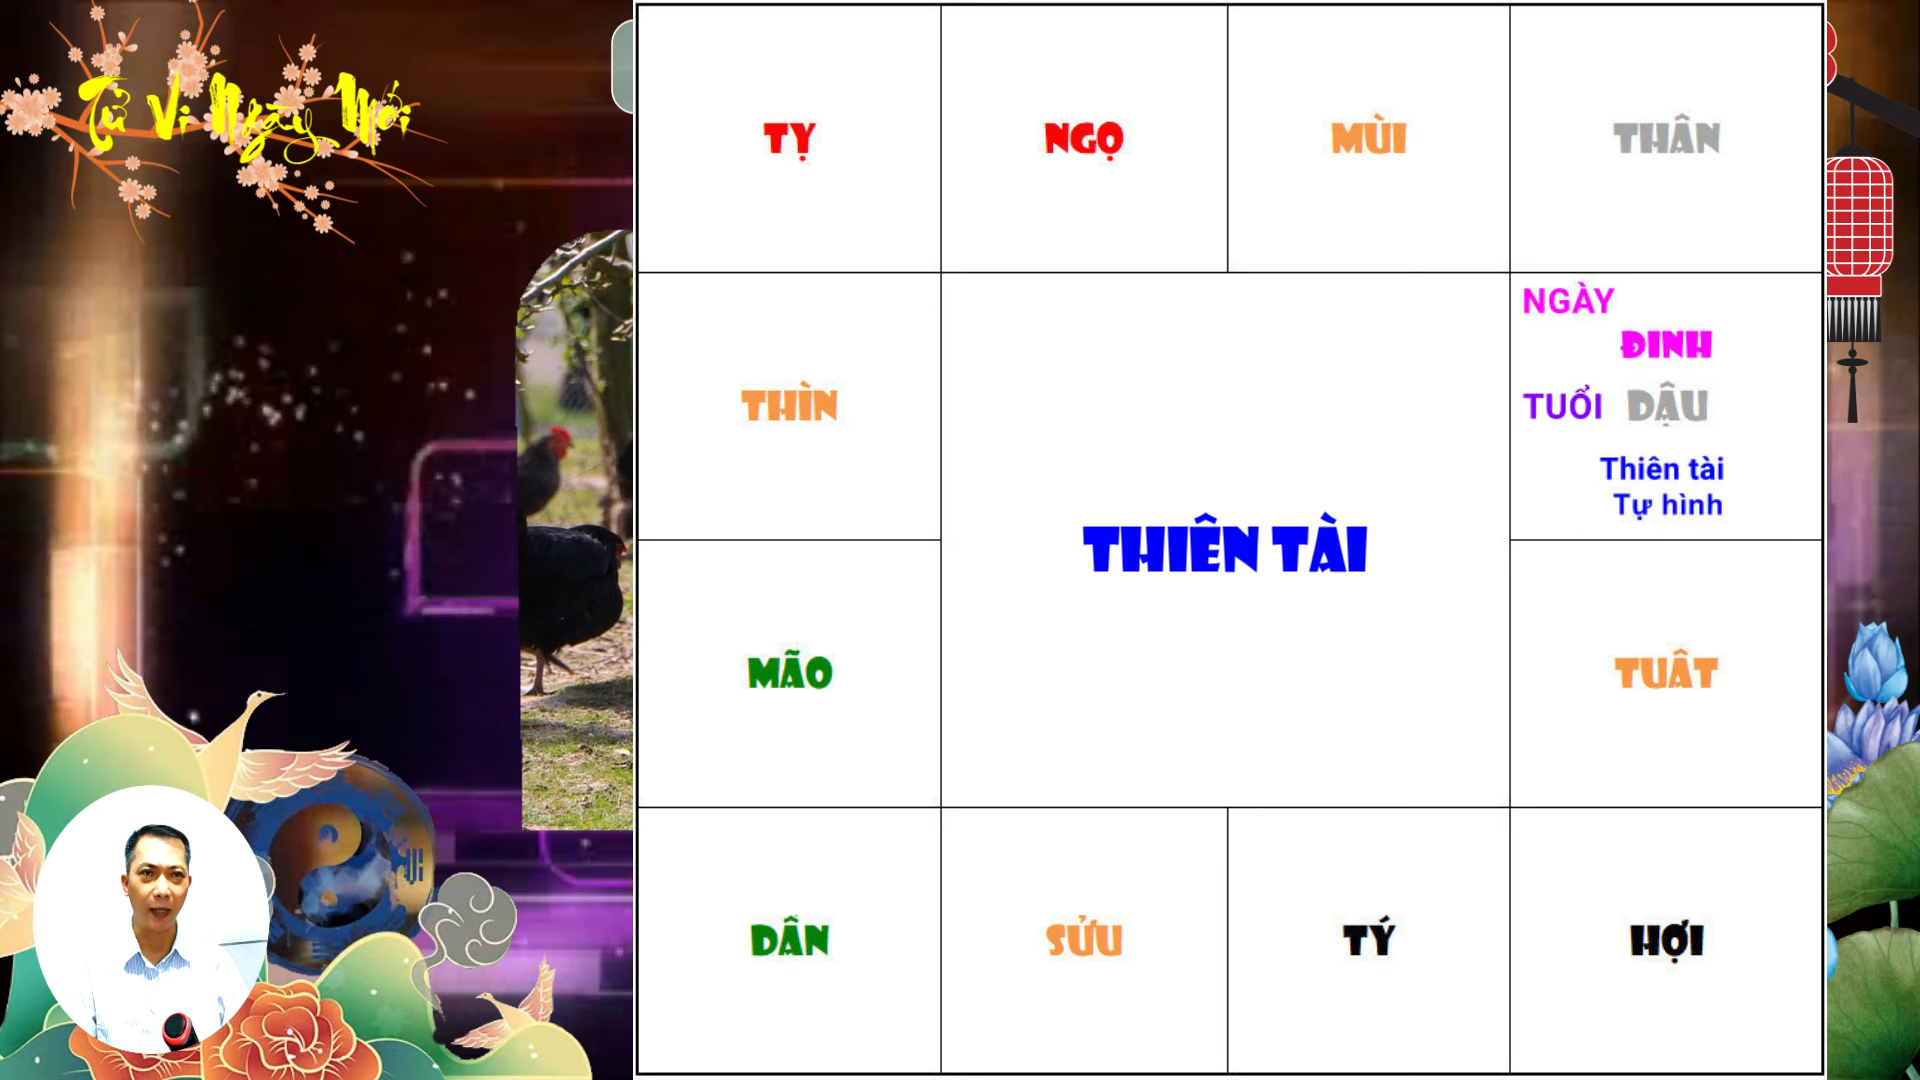 Tử Vi Ngày Mới
TỴ
NGỌ
MÙI
THÂN
THÌN
NGÀY
ĐINH
TUỔI DẬU
Thiên tài
Tự hình
THIÊN TÀI
MÃO
TUẤT
DẦN
SỬU
TÝ
HỢI